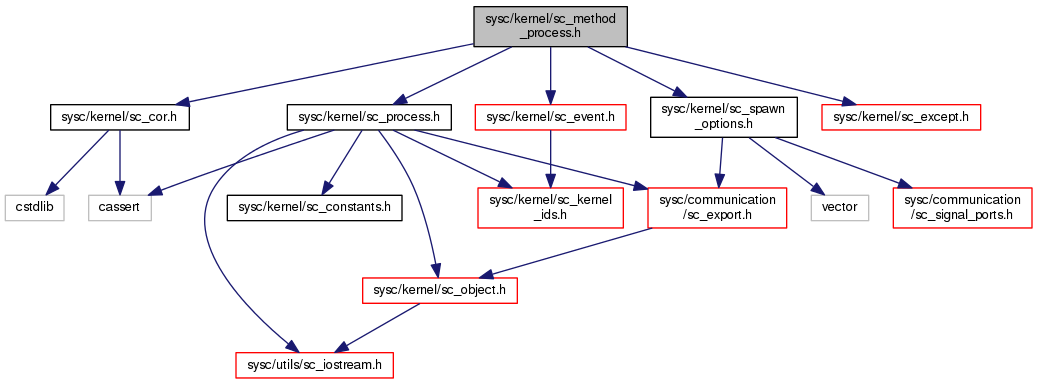 sysc/kernel/sc_method
_process.h
sysc/kernel/sc_cor.h
sysc/kernel/sc_process.h
sysc/kernel/sc_event.h
sysc/kernel/sc_spawn
_options.h
sysc/kernel/sc_except.h
cstdlib
cassert
sysc/kernel/sc_constants.h
sysc/kernel/sc_kernel
_ids.h
sysc/communication
/sc_export.h
vector
sysc/communication
/sc_signal_ports.h
sysc/kernel/sc_object.h
sysc/utils/sc_iostream.h